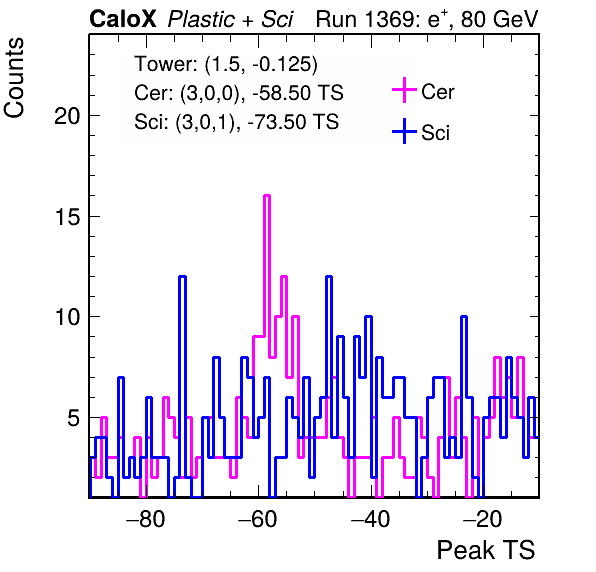 CaloX Plastic + Sci Run 1369: e+, 80 GeV
Tower: (1.5, -0.125)
Cer: (3,0,0), -58.50 TS
Sci: (3,0,1), -73.50 TS
Cer
Sci
Counts
20
15
10
5
−80 −60 −40 −20
Peak TS